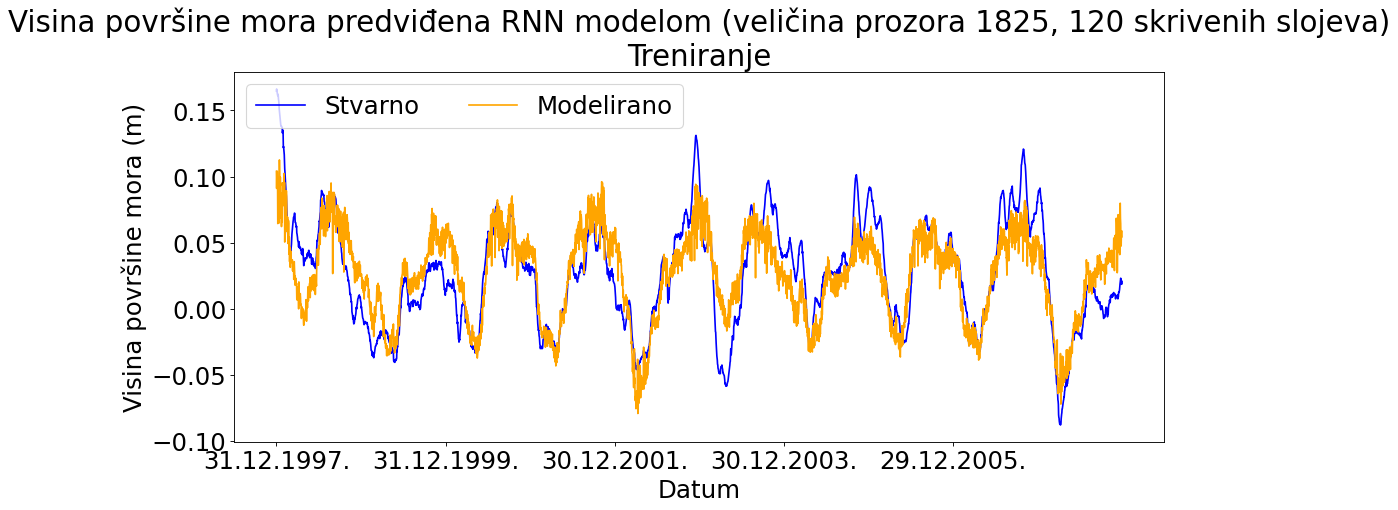 Visina površine mora predviđena RNN modelom (veličina prozora 1825, 120 skrivenih slojeva)
Treniranje
Stvarno Modelirano
Visina površine mora (m)
0.15
0.10
0.05
0.00
−0.05
−0.10
31.12.1997. 31.12.1999. 30.12.2001. 30.12.2003. 29.12.2005.
Datum